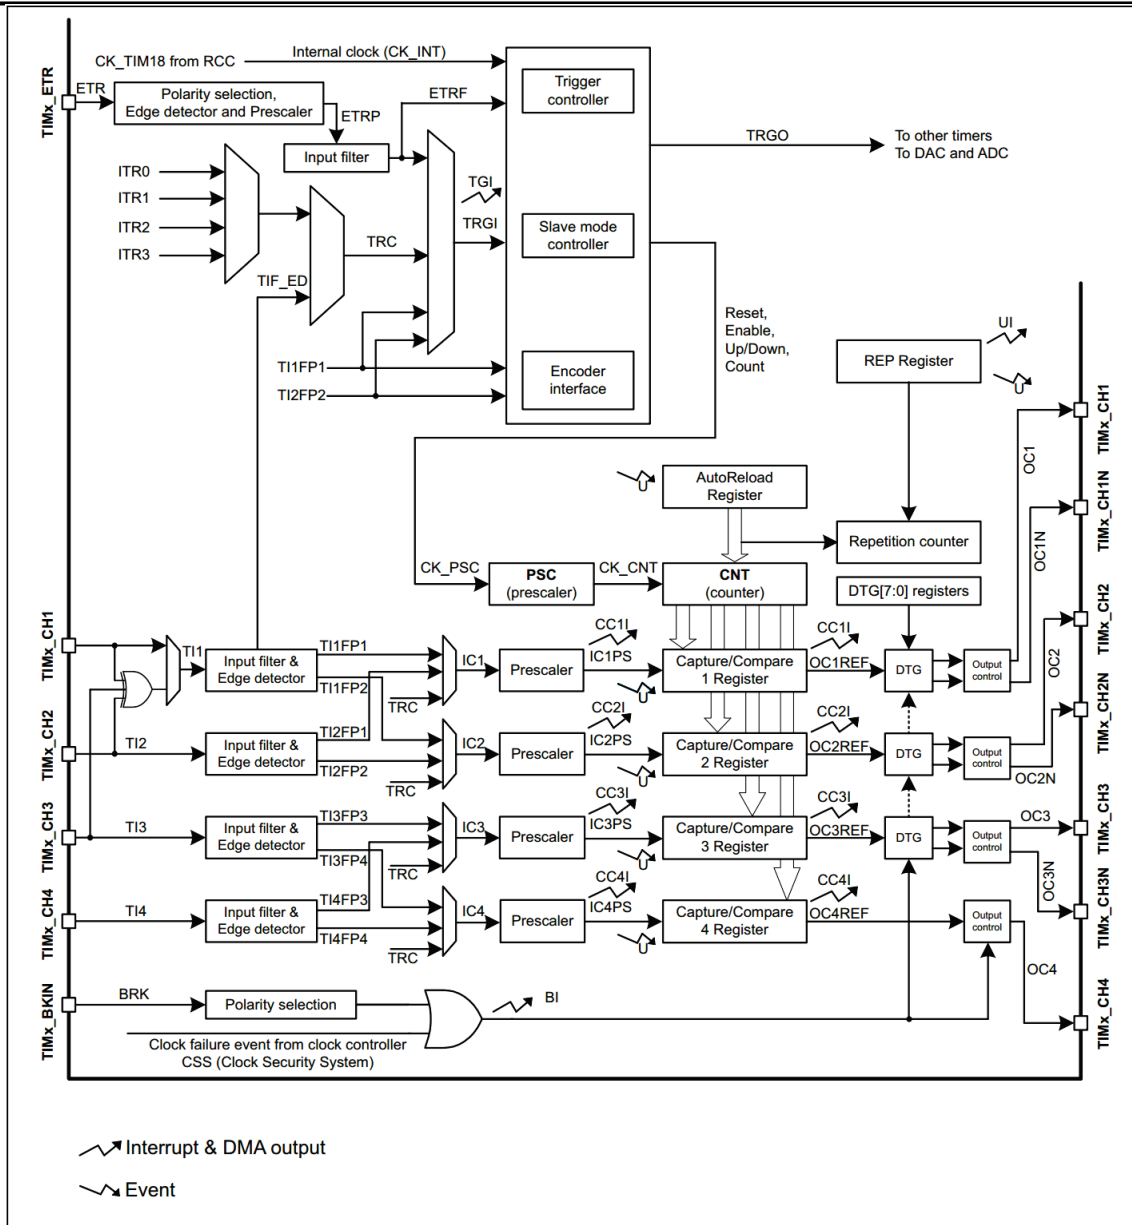 CK_TIM18 from RCC
Internal clock (CK_INT)
TIMx_ETR
ETR
Polarity selection,
Edge detector and Prescaler
ETRP
ETRF
Input filter
Trigger
controller
TRGO
To other timers
To DAC and ADC
ITR0
ITR1
ITR2
ITR3
TGI
TRGI
TRC
TIF_ED
Slave mode
controller
TI1FP1
TI2FP2
Encoder
interface
Reset,
Enable,
Up/Down,
Count
REP Register
UI
U
U
AutoReload
Register
Repetition counter
CK_PSC
PSC
(prescaler)
CK_CNT
CNT
(counter)
DTG[7:0] registers
TIMx_CH1
TI1
Input filter &
Edge detector
TI1FP1
TI1FP2
TRC
IC1
Prescaler
CC1I
IC1PS
U
Capture/Compare
1 Register
CC1I
OC1REF
DTG
Output
control
OC1
TIMx_CH1
OC1N
TIMx_CH1N
TIMx_CH2
TI2
Input filter &
Edge detector
TI2FP1
TI2FP2
TRC
IC2
Prescaler
CC2I
IC2PS
U
Capture/Compare
2 Register
CC2I
OC2REF
DTG
Output
control
OC2
TIMx_CH2
OC2N
TIMx_CH2N
TIMx_CH3
TI3
Input filter &
Edge detector
TI3FP3
TI3FP4
TRC
IC3
Prescaler
CC3I
IC3PS
U
Capture/Compare
3 Register
CC3I
OC3REF
DTG
Output
control
OC3
TIMx_CH3
OC3N
TIMx_CH3N
TIMx_CH4
TI4
Input filter &
Edge detector
TI4FP3
TI4FP4
TRC
IC4
Prescaler
CC4I
IC4PS
U
Capture/Compare
4 Register
CC4I
OC4REF
Output
control
OC4
TIMx_CH4
TIMx_BKIN
BRK
Polarity selection
BI
Clock failure event from clock controller
CSS (Clock Security System)
Interrupt & DMA output
Event